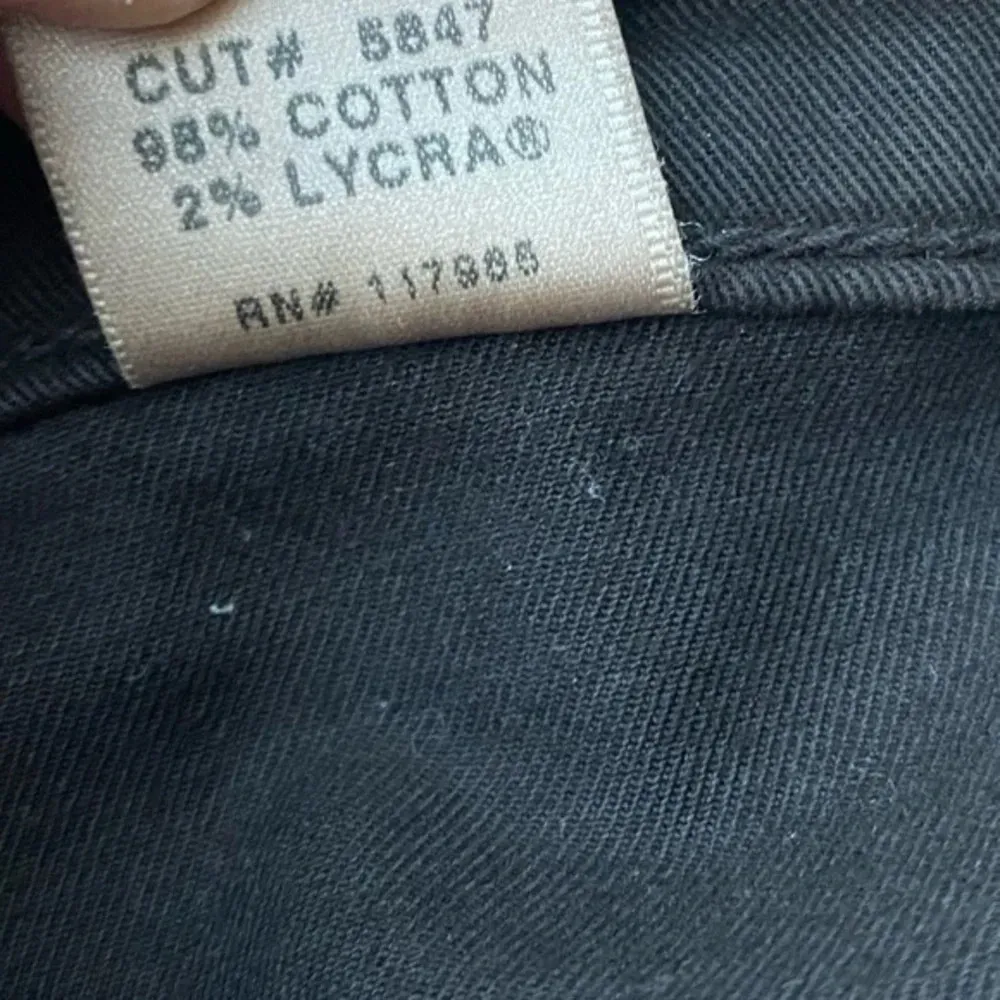 CUT# 5847
98% COTTON
2% LYCRA®
RN# 117985